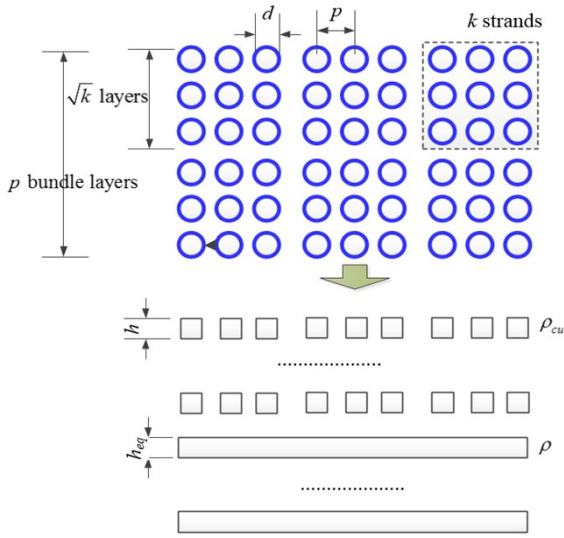 d
p
k strands
√k layers
p bundle layers
h
ρcu
....................
heq
ρ
....................